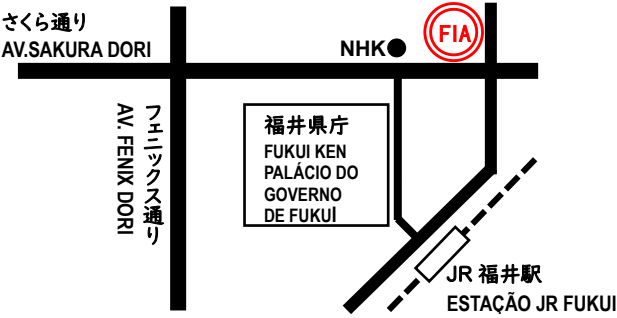 さくら通り
AV.SAKURA DORI
NHK
FIA
フェニックス通り
AV. FENIX DORI
福井県庁
FUKUI KEN
PALÁCIO DO
GOVERNO
DE FUKUÍ
JR 福井駅
ESTAÇÃO JR FUKUI